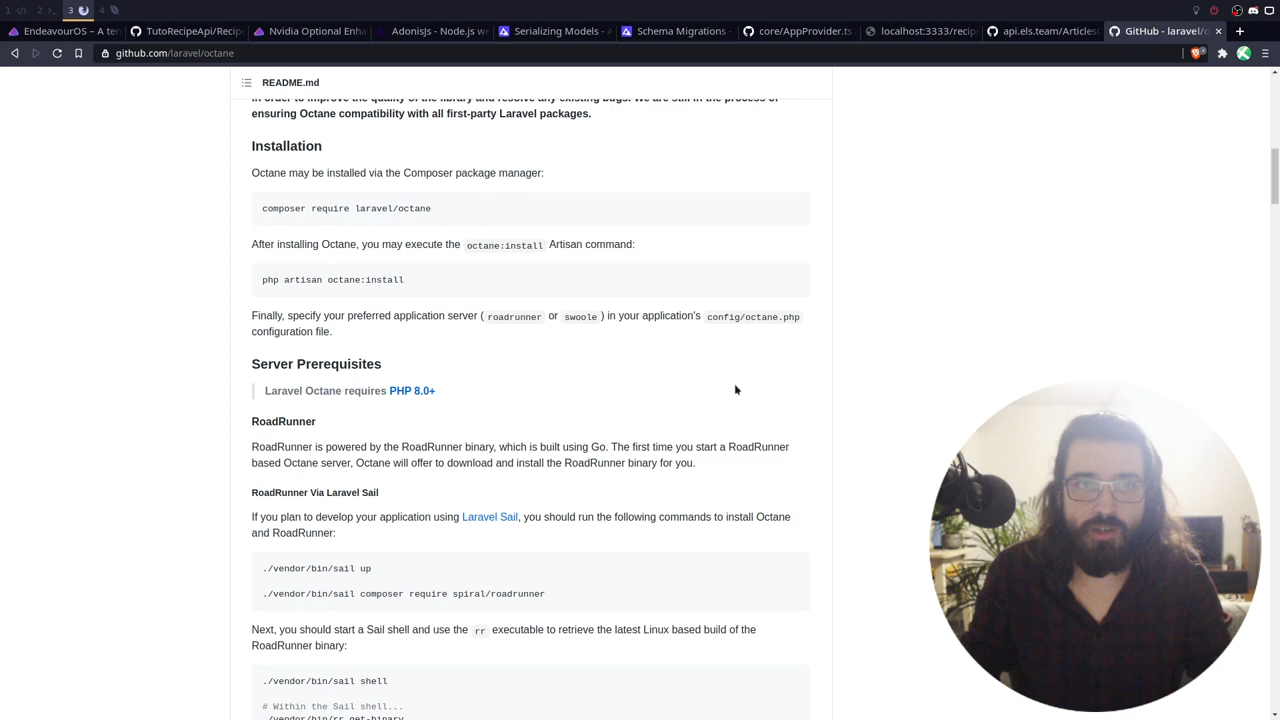 1
2
3
4
EndeavourOS – A ter
TutoRecipeApi/Recip
Nvidia Optional Enha
AdonisJs - Node.js we
Serializing Models - A
Schema Migrations -
core/AppProvider.ts
localhost:3333/recip
api.els.team/Articles
GitHub - laravel/o
github.com/laravel/octane
README.md
In order to improve the quality of the library and resolve any existing bugs. We are still in the process of
ensuring Octane compatibility with all first-party Laravel packages.
Installation
Octane may be installed via the Composer package manager:
composer require laravel/octane
After installing Octane, you may execute the octane:install Artisan command:
php artisan octane:install
Finally, specify your preferred application server ( roadrunner or swoole ) in your application's config/octane.php
configuration file.
Server Prerequisites
Laravel Octane requires PHP 8.0+
RoadRunner
RoadRunner is powered by the RoadRunner binary, which is built using Go. The first time you start a RoadRunner
based Octane server, Octane will offer to download and install the RoadRunner binary for you.
RoadRunner Via Laravel Sail
If you plan to develop your application using Laravel Sail, you should run the following commands to install Octane
and RoadRunner:
./vendor/bin/sail up
./vendor/bin/sail composer require spiral/roadrunner
Next, you should start a Sail shell and use the rr executable to retrieve the latest Linux based build of the
RoadRunner binary:
./vendor/bin/sail shell
# Within the Sail shell...
./vendor/bin/rr get-binary